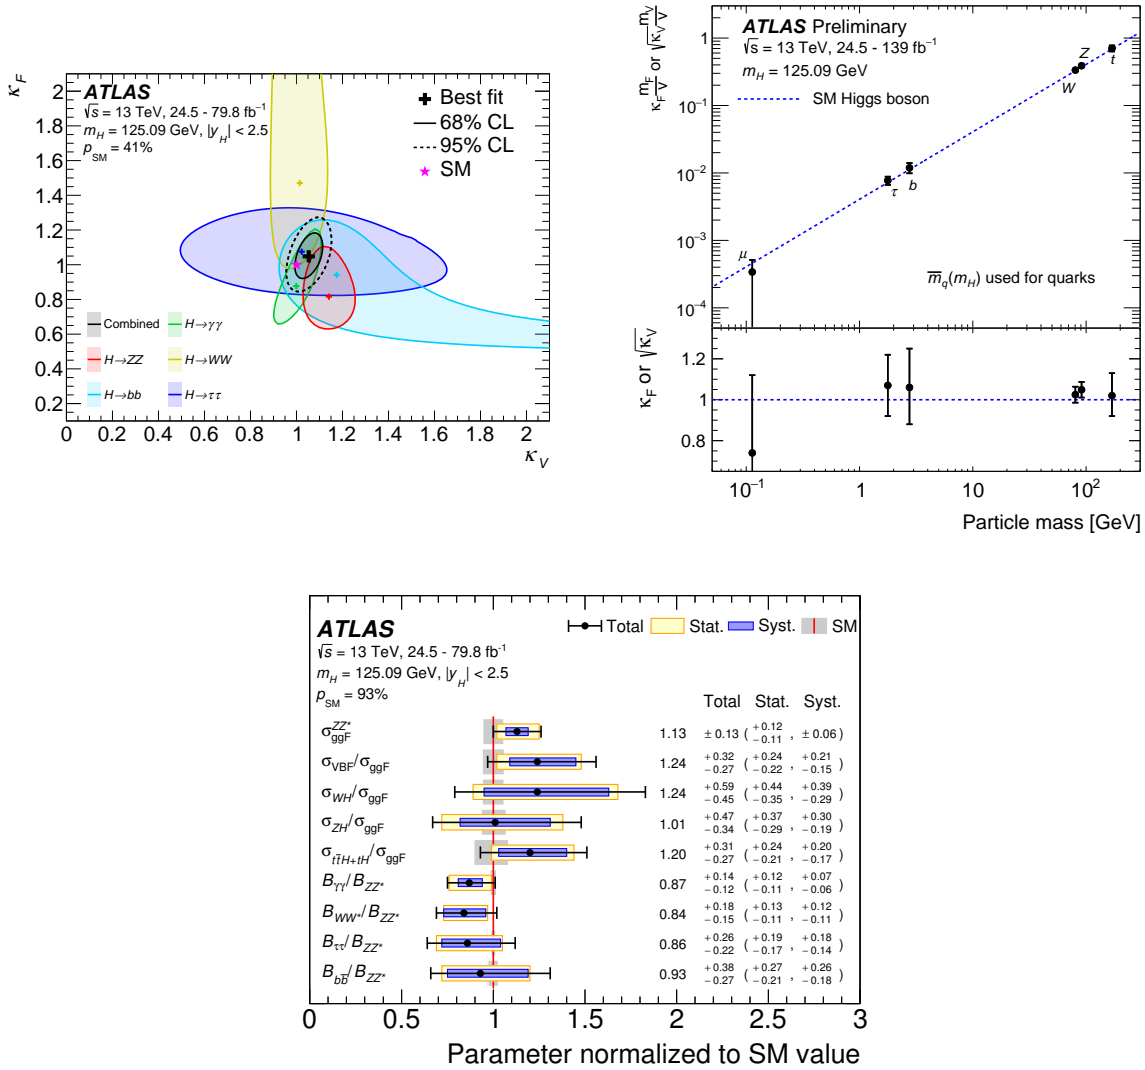 κ_F
ATLAS
√s = 13 TeV, 24.5 - 79.8 fb⁻¹
m_H = 125.09 GeV, |y_H| < 2.5
p_SM = 41%
Best fit
68% CL
95% CL
SM
Combined
H→γγ
H→ZZ
H→WW
H→bb
H→ττ
2
1.8
1.6
1.4
1.2
1
0.8
0.6
0.4
0.2
0 0.2 0.4 0.6 0.8 1 1.2 1.4 1.6 1.8 2
κ_V
κ_F m_F/v or √κ_V m_V/v
ATLAS Preliminary
√s = 13 TeV, 24.5 - 139 fb⁻¹
m_H = 125.09 GeV
SM Higgs boson
1
10⁻¹
10⁻²
10⁻³
10⁻⁴
μ
τ
b
W
Z
t
m̅_q(m_H) used for quarks
κ_F or √κ_V
1.2
1
0.8
10⁻¹ 1 10 10²
Particle mass [GeV]
ATLAS
√s = 13 TeV, 24.5 - 79.8 fb⁻¹
m_H = 125.09 GeV, |y_H| < 2.5
p_SM = 93%
Total Stat. Syst. SM
Total Stat. Syst.
σ_ggF^ZZ* 1.13 ± 0.13 ( +0.12 −0.11 , ± 0.06 )
σ_VBF/σ_ggF 1.24 +0.32 −0.27 ( +0.24 −0.22 , +0.21 −0.15 )
σ_WH/σ_ggF 1.24 +0.59 −0.45 ( +0.44 −0.35 , +0.39 −0.29 )
σ_ZH/σ_ggF 1.01 +0.47 −0.34 ( +0.37 −0.29 , +0.30 −0.19 )
σ_tt̄H+tH/σ_ggF 1.20 +0.31 −0.27 ( +0.24 −0.21 , +0.20 −0.17 )
B_γγ/B_ZZ* 0.87 +0.14 −0.12 ( +0.12 −0.11 , +0.07 −0.06 )
B_WW*/B_ZZ* 0.84 +0.18 −0.15 ( +0.13 −0.11 , +0.12 −0.11 )
B_ττ/B_ZZ* 0.86 +0.26 −0.22 ( +0.19 −0.17 , +0.18 −0.14 )
B_bb̄/B_ZZ* 0.93 +0.38 −0.27 ( +0.27 −0.21 , +0.26 −0.18 )
0 0.5 1 1.5 2 2.5 3
Parameter normalized to SM value